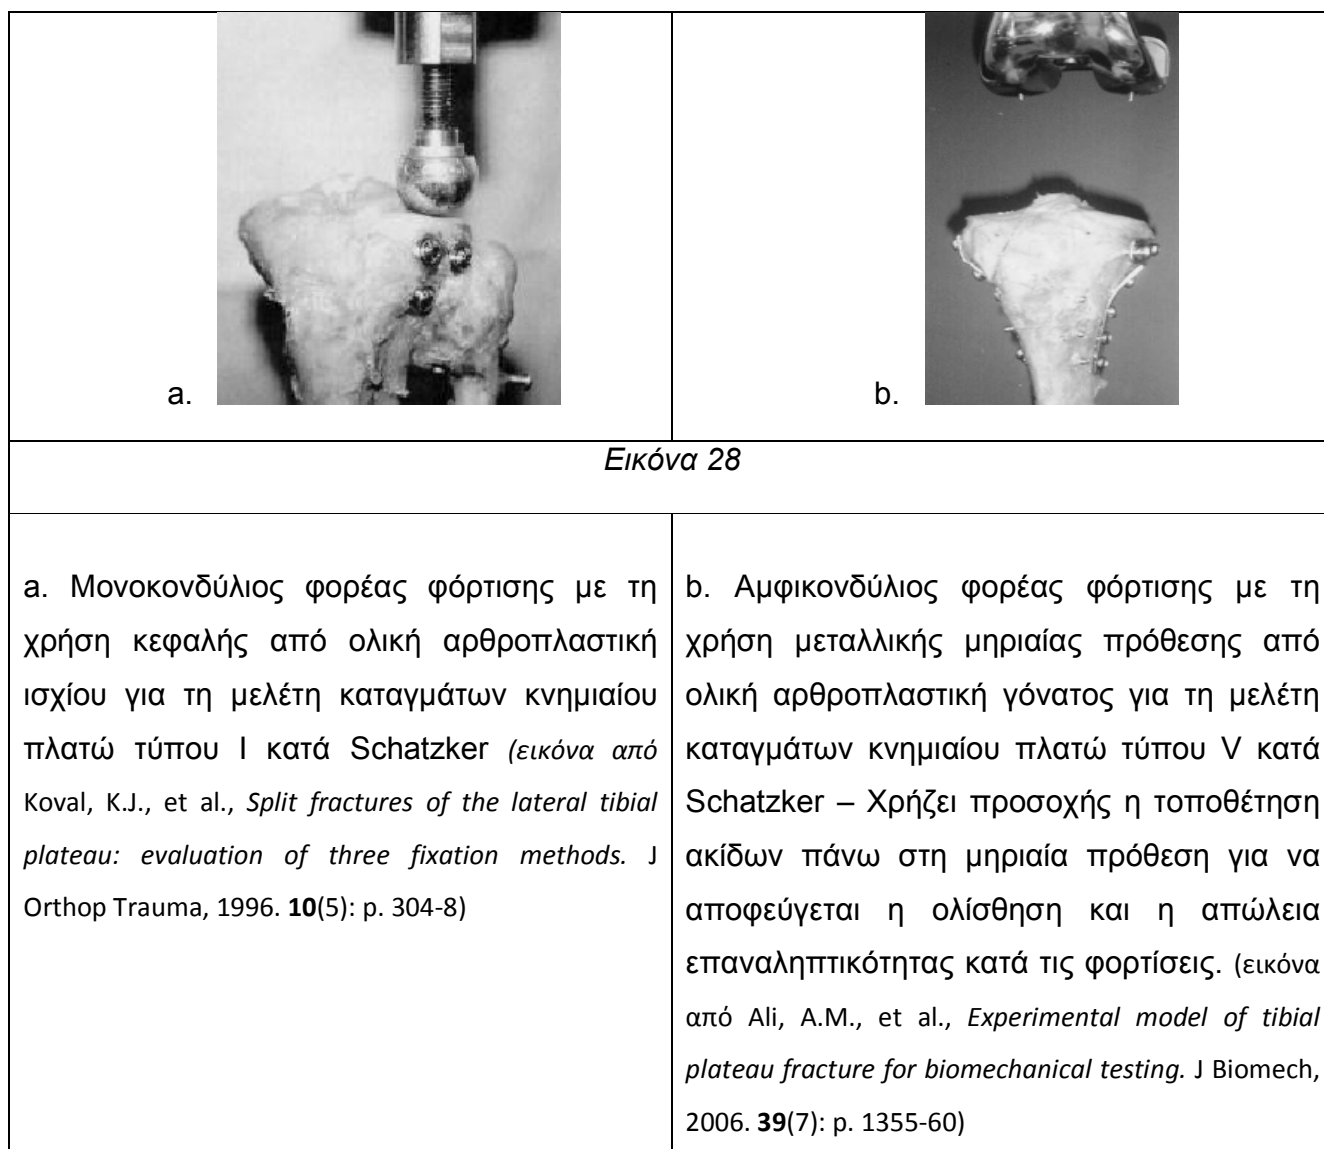 a.
b.
Εικόνα 28
a. Μονοκονδύλιος φορέας φόρτισης με τη
χρήση κεφαλής από ολική αρθροπλαστική
ισχίου για τη μελέτη καταγμάτων κνημιαίου
πλατώ τύπου I κατά Schatzker (εικόνα από
Koval, K.J., et al., Split fractures of the lateral tibial
plateau: evaluation of three fixation methods. J
Orthop Trauma, 1996. 10(5): p. 304-8)
b. Αμφικονδύλιος φορέας φόρτισης με τη
χρήση μεταλλικής μηριαίας πρόθεσης από
ολική αρθροπλαστική γόνατος για τη μελέτη
καταγμάτων κνημιαίου πλατώ τύπου V κατά
Schatzker – Χρήζει προσοχής η τοποθέτηση
ακίδων πάνω στη μηριαία πρόθεση για να
αποφεύγεται η ολίσθηση και η απώλεια
επαναληπτικότητας κατά τις φορτίσεις. (εικόνα
από Ali, A.M., et al., Experimental model of tibial
plateau fracture for biomechanical testing. J Biomech,
2006. 39(7): p. 1355-60)